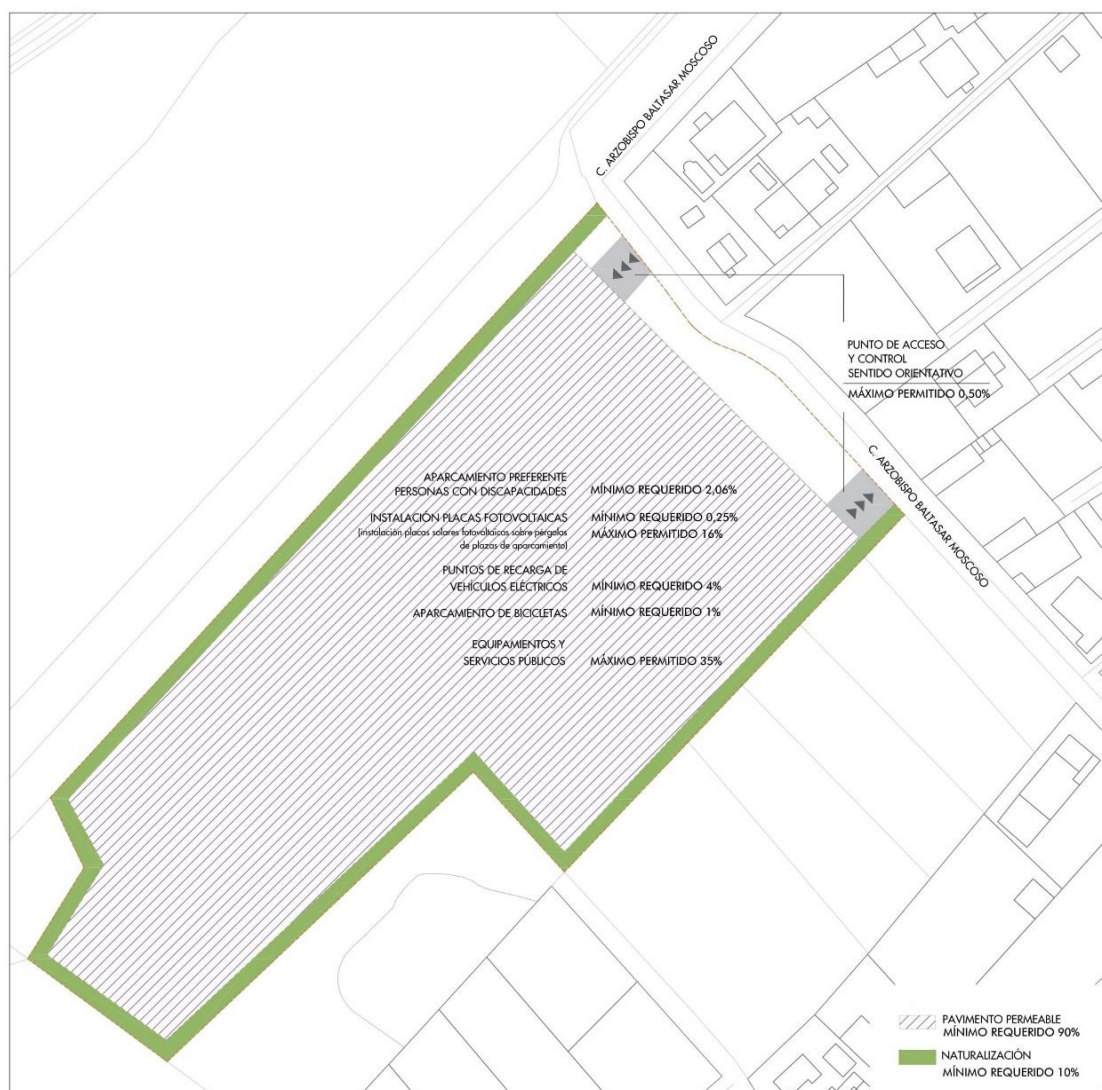 C. ARZOBISPO BALTASAR MOSCOSO
PUNTO DE ACCESO
Y CONTROL
SENTIDO ORIENTATIVO
MÁXIMO PERMITIDO 0,50%
C. ARZOBISPO BALTASAR MOSCOSO
APARCAMIENTO PREFERENTE
PERSONAS CON DISCAPACIDADES MÍNIMO REQUERIDO 2,06%
INSTALACIÓN PLACAS FOTOVOLTAICAS MÍNIMO REQUERIDO 0,25%
(instalación placas solares fotovoltaicas sobre pérgolas MÁXIMO PERMITIDO 16%
de plazas de aparcamiento)
PUNTOS DE RECARGA DE
VEHÍCULOS ELÉCTRICOS MÍNIMO REQUERIDO 4%
APARCAMIENTO DE BICICLETAS MÍNIMO REQUERIDO 1%
EQUIPAMIENTOS Y
SERVICIOS PÚBLICOS MÁXIMO PERMITIDO 35%
PAVIMENTO PERMEABLE
MÍNIMO REQUERIDO 90%
NATURALIZACIÓN
MÍNIMO REQUERIDO 10%